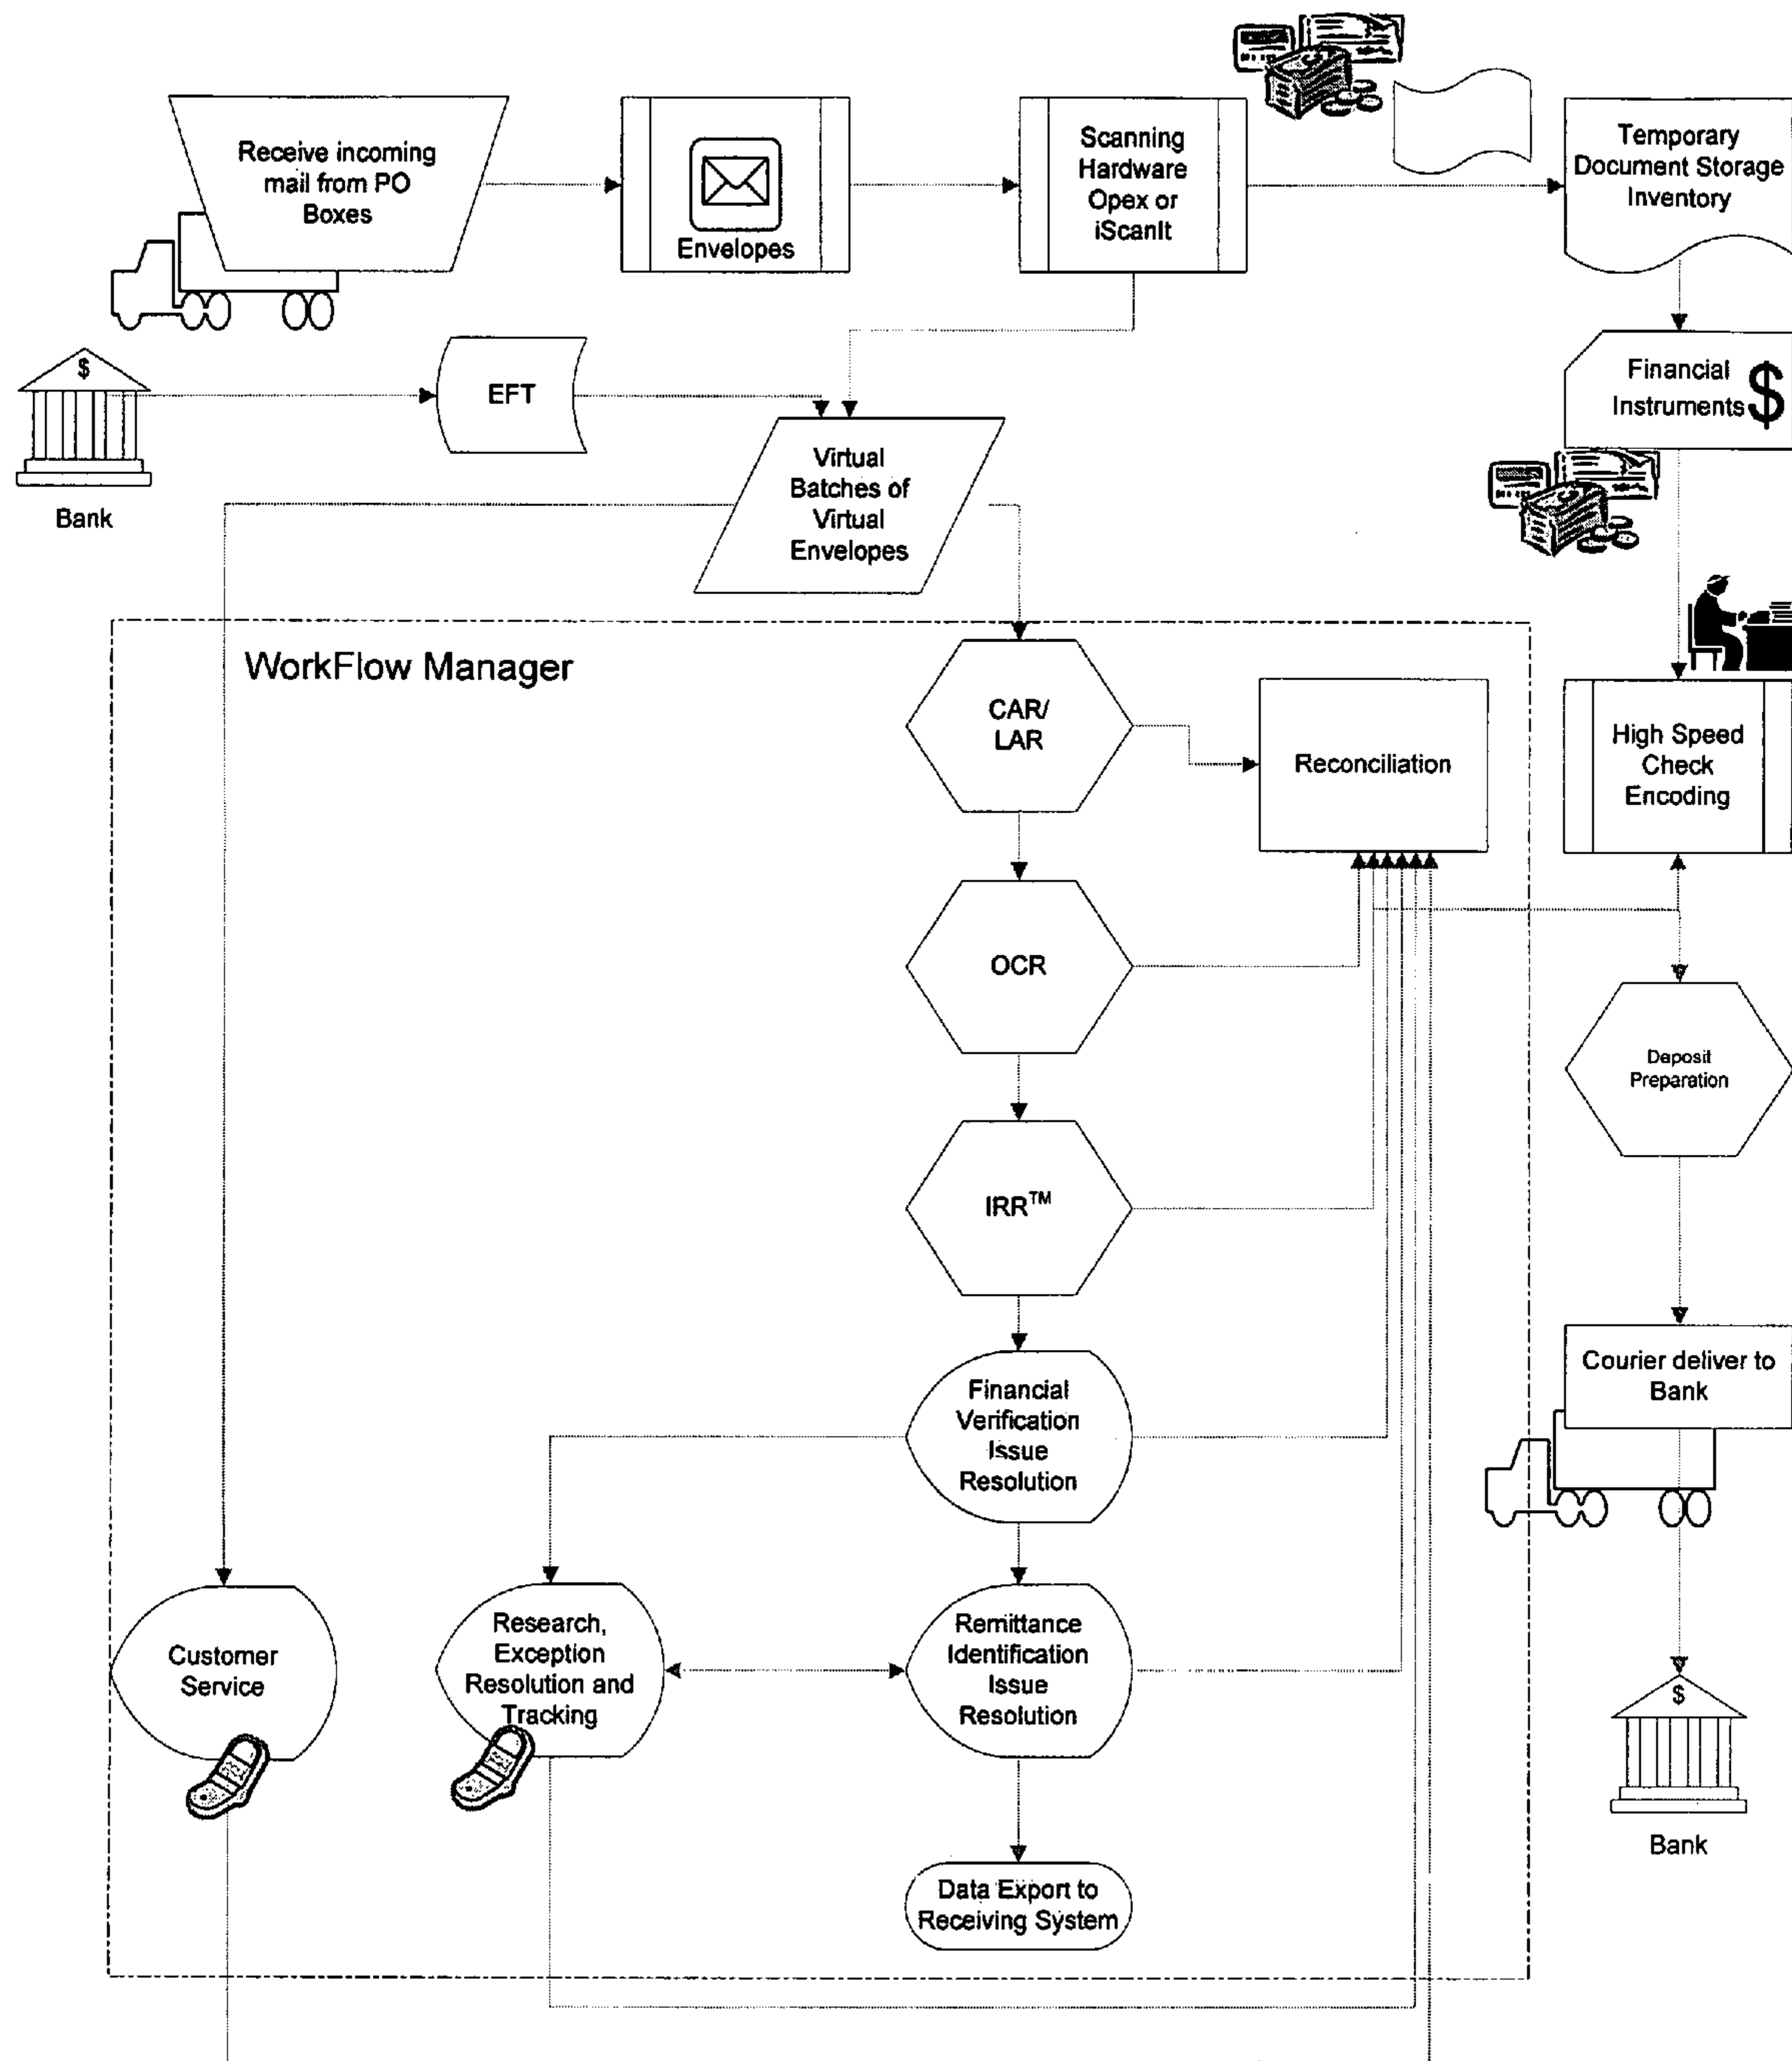 Receive incoming
mail from PO
Boxes
Envelopes
Scanning
Hardware
Opex or
iScanIt
Temporary
Document Storage
Inventory
$
Bank
EFT
Virtual
Batches of
Virtual
Envelopes
Financial
Instruments
$
WorkFlow Manager
CAR/
LAR
Reconciliation
High Speed
Check
Encoding
OCR
Deposit
Preparation
IRR™
Financial
Verification
Issue
Resolution
Courier deliver to
Bank
Customer
Service
Research,
Exception
Resolution and
Tracking
Remittance
Identification
Issue
Resolution
$
Bank
Data Export to
Receiving System